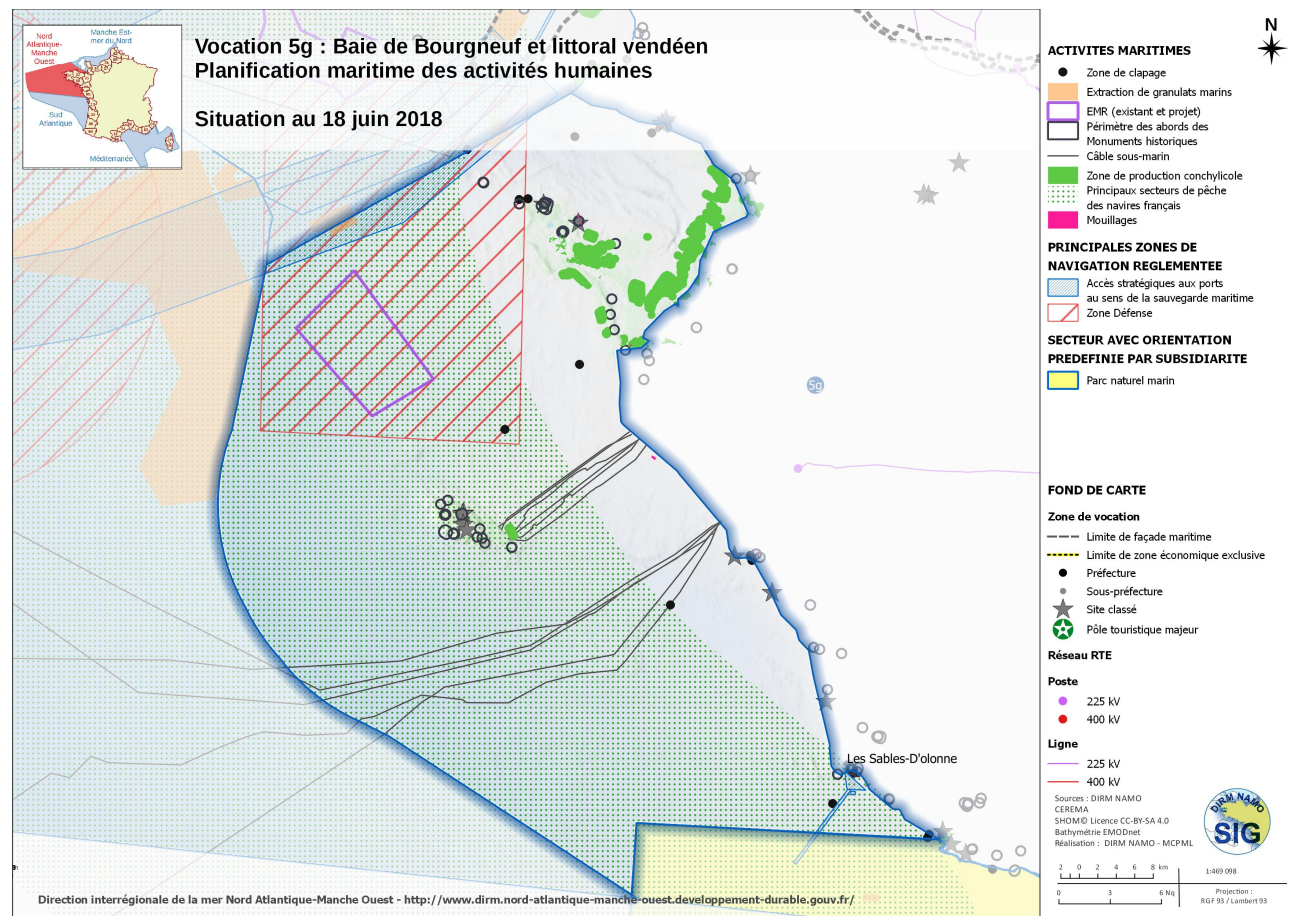 Nord
Atlantique-
Manche
Ouest
Manche Est-
mer du Nord
Sud
Atlantique
Méditerranée
Vocation 5g : Baie de Bourgneuf et littoral vendéen
Planification maritime des activités humaines
Situation au 18 juin 2018
5g
Les Sables-D'olonne
Direction interrégionale de la mer Nord Atlantique-Manche Ouest - http://www.dirm.nord-atlantique-manche-ouest.developpement-durable.gouv.fr/
N
ACTIVITES MARITIMES
Zone de clapage
Extraction de granulats marins
EMR (existant et projet)
Périmètre des abords des
Monuments historiques
Câble sous-marin
Zone de production conchylicole
Principaux secteurs de pêche
des navires français
Mouillages
PRINCIPALES ZONES DE
NAVIGATION REGLEMENTEE
Accès stratégiques aux ports
au sens de la sauvegarde maritime
Zone Défense
SECTEUR AVEC ORIENTATION
PREDEFINIE PAR SUBSIDIARITE
Parc naturel marin
FOND DE CARTE
Zone de vocation
Limite de façade maritime
Limite de zone économique exclusive
Préfecture
Sous-préfecture
Site classé
Pôle touristique majeur
Réseau RTE
Poste
225 kV
400 kV
Ligne
225 kV
400 kV
Sources : DIRM NAMO
CEREMA
SHOM© Licence CC-BY-SA 4.0
Bathymétrie EMODnet
Réalisation : DIRM NAMO - MCPML
DIRM NAMO
SIG
2 0 2 4 6 8 km
1:469 098
0 3 6 Nq
Projection :
RGF 93 / Lambert 93